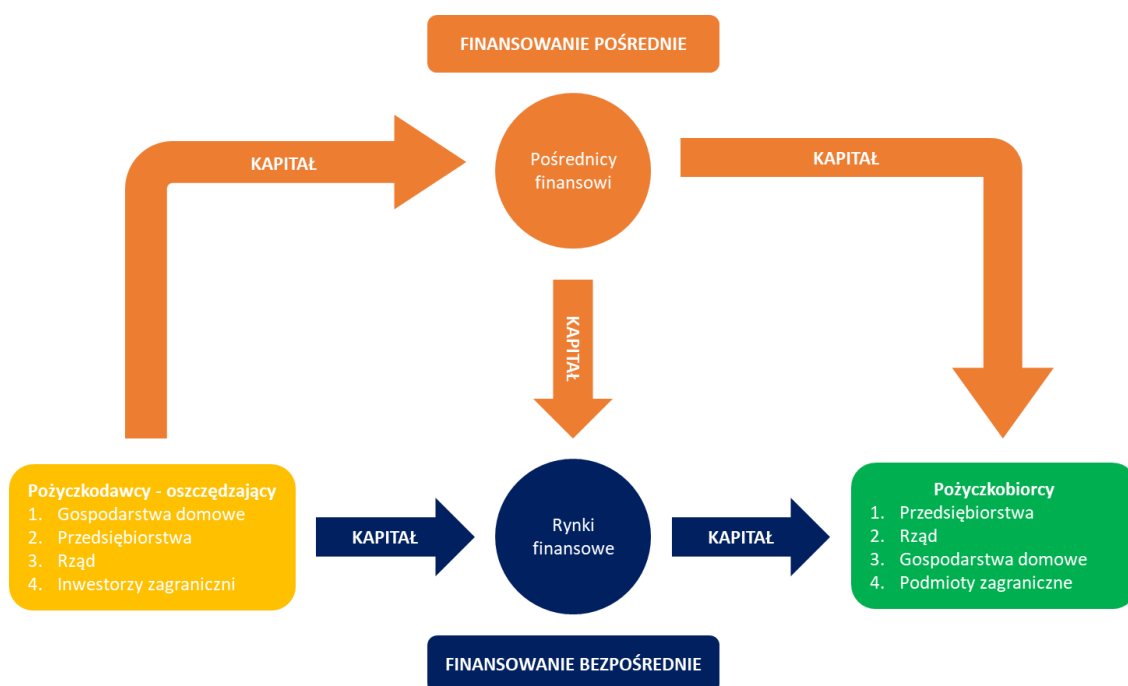 FINANSOWANIE POŚREDNIE
KAPITAŁ
Pośrednicy
finansowi
KAPITAŁ
KAPITAŁ
Pożyczkodawcy - oszczędzający
1. Gospodarstwa domowe
2. Przedsiębiorstwa
3. Rząd
4. Inwestorzy zagraniczni
KAPITAŁ
Rynki
finansowe
KAPITAŁ
Pożyczkobiorcy
1. Przedsiębiorstwa
2. Rząd
3. Gospodarstwa domowe
4. Podmioty zagraniczne
FINANSOWANIE BEZPOŚREDNIE